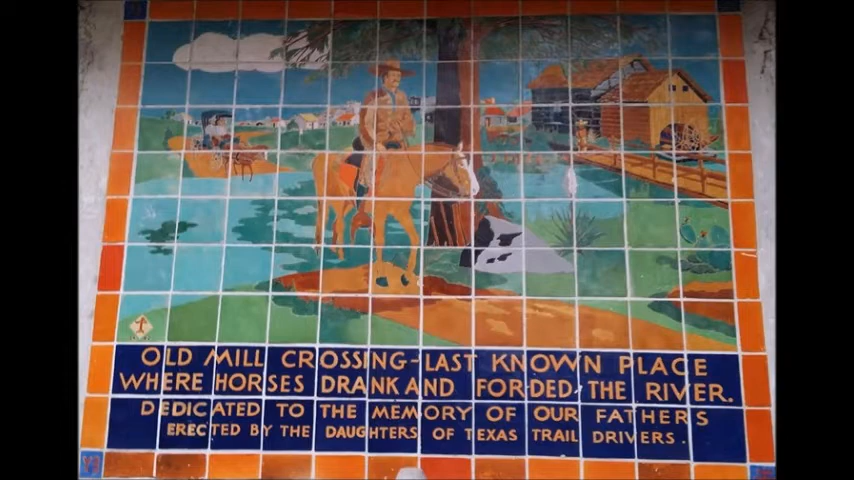 OLD MILL CROSSING-LAST KNOWN PLACE
WHERE HORSES DRANK AND FORDED THE RIVER.
DEDICATED TO THE MEMORY OF OUR FATHERS
ERECTED BY THE DAUGHTERS OF TEXAS TRAIL DRIVERS.